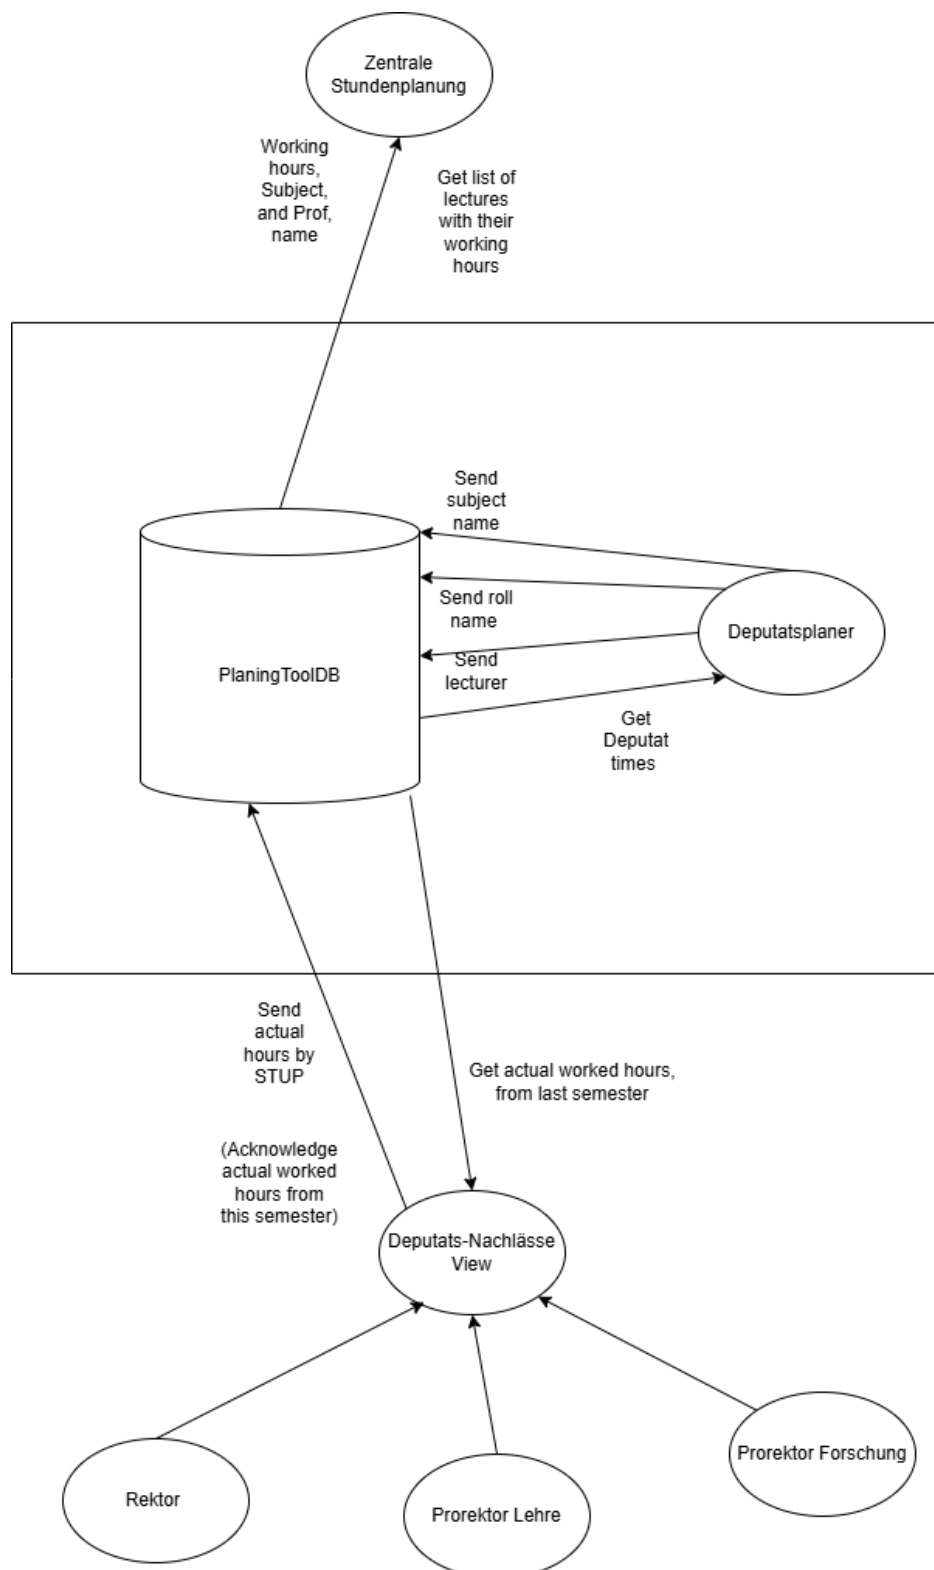 Zentrale
Stundenplanung
Working
hours,
Subject,
and Prof,
name
Get list of
lectures
with their
working
hours
Send
subject
name
Send roll
name
Deputatsplaner
Send
lecturer
PlaningToolDB
Get
Deputat
times
Send
actual
hours by
STUP
Get actual worked hours,
from last semester
(Acknowledge
actual worked
hours from
this semester)
Deputats-Nachlässe
View
Rektor
Prorektor Lehre
Prorektor Forschung